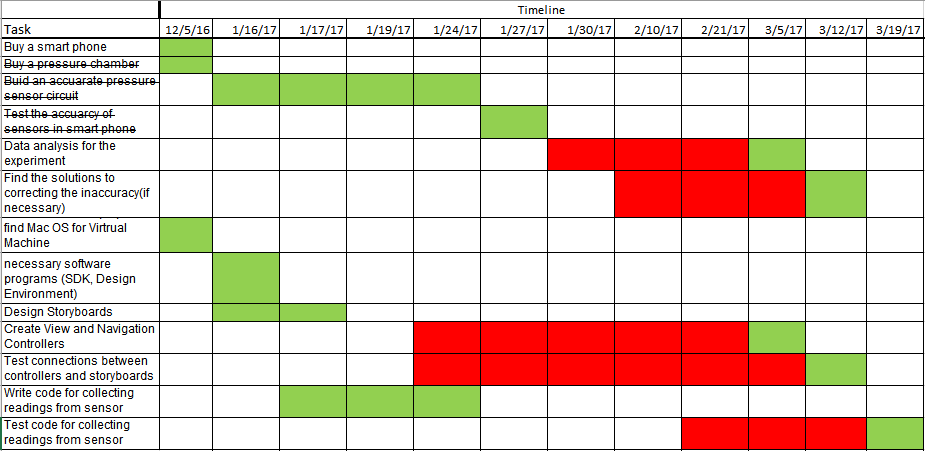 Timeline
Task 12/5/16 1/16/17 1/17/17 1/19/17 1/24/17 1/27/17 1/30/17 2/10/17 2/21/17 3/5/17 3/12/17 3/19/17
Buy a smart phone
Buy a pressure chamber
Buid an accuarate pressure
sensor circuit
Test the accuarcy of
sensors in smart phone
Data analysis for the
experiment
Find the solutions to
correcting the inaccuracy(if
necessary)
find Mac OS for Virtrual
Machine
necessary software
programs (SDK, Design
Environment)
Design Storyboards
Create View and Navigation
Controllers
Test connections between
controllers and storyboards
Write code for collecting
readings from sensor
Test code for collecting
readings from sensor